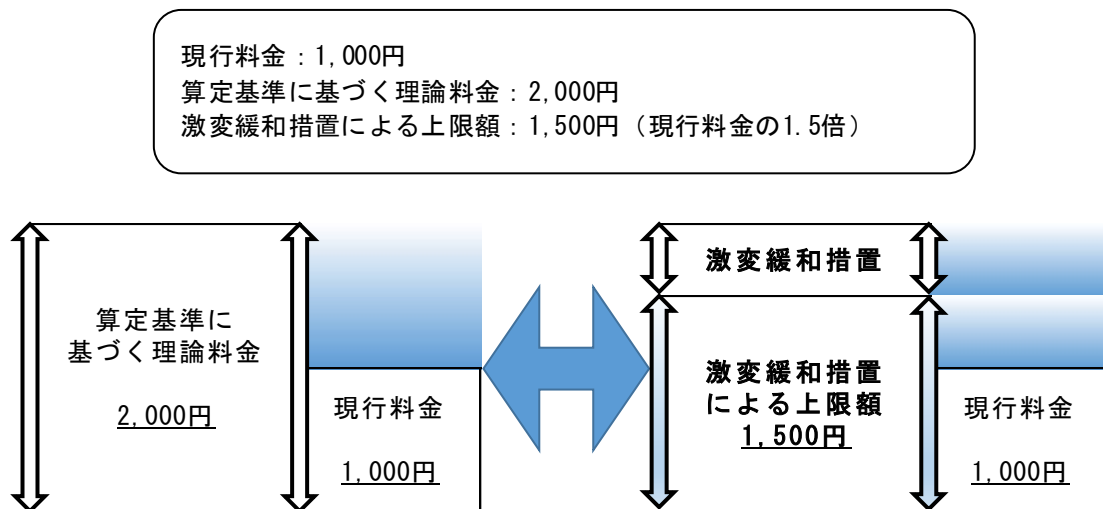 現行料金：1,000円
算定基準に基づく理論料金：2,000円
激変緩和措置による上限額：1,500円（現行料金の1.5倍）
算定基準に
基づく理論料金
2,000円
現行料金
1,000円
激変緩和措置
激変緩和措置
による上限額
1,500円
現行料金
1,000円